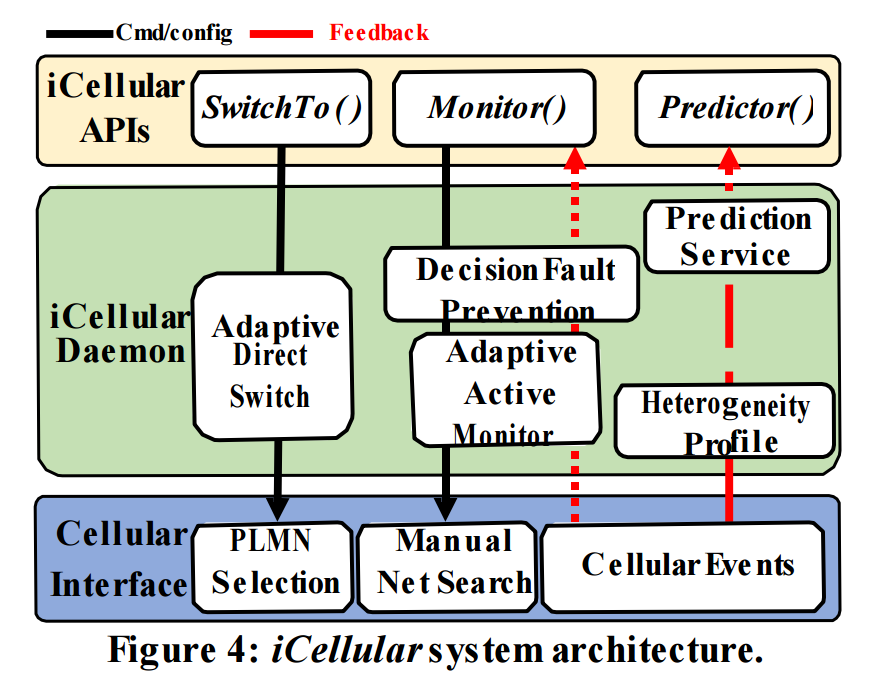 Cmd/config Feedback
iCellular
APIs
SwitchTo()
Monitor()
Predictor()
iCellular
Daemon
Adaptive
Direct
Switch
Decision Fault
Prevention
Adaptive
Active
Monitor
Prediction
Service
Heterogeneity
Profile
Cellular
Interface
PLMN
Selection
Manual
Net Search
Cellular Events
Figure 4: iCellular system architecture.